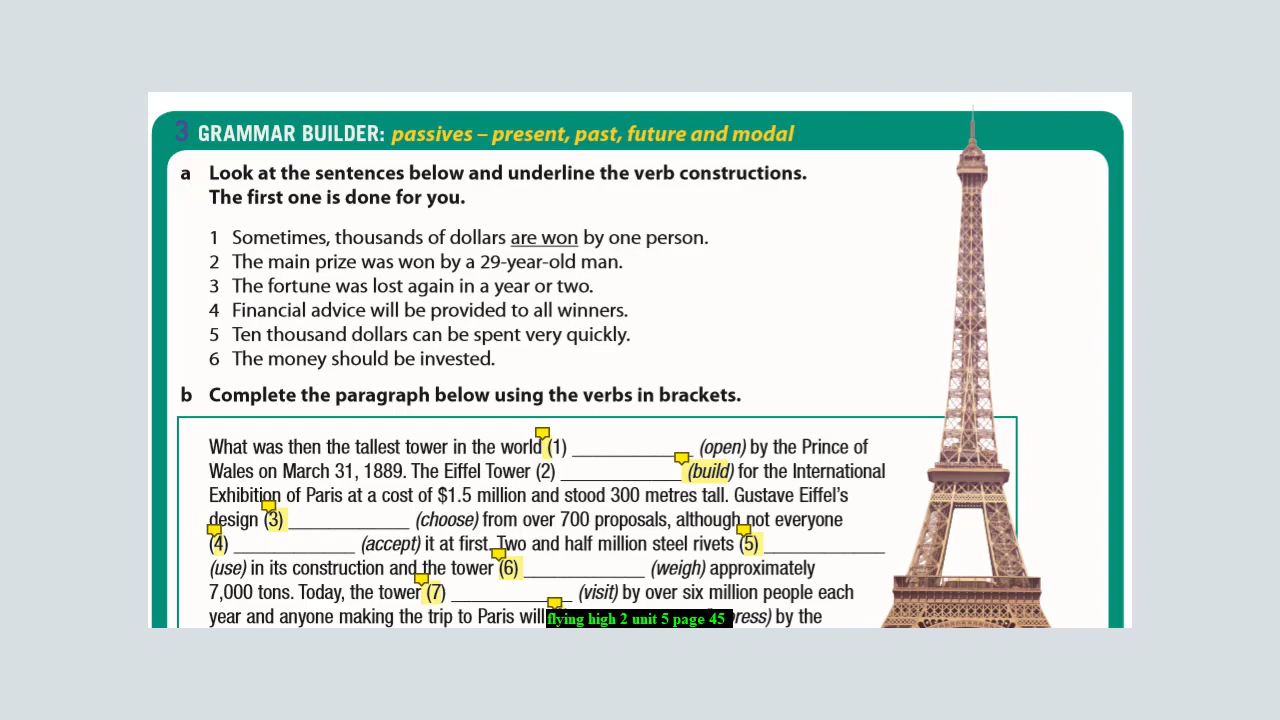 3 GRAMMAR BUILDER: passives – present, past, future and modal
a Look at the sentences below and underline the verb constructions.
The first one is done for you.
1 Sometimes, thousands of dollars are won by one person.
2 The main prize was won by a 29-year-old man.
3 The fortune was lost again in a year or two.
4 Financial advice will be provided to all winners.
5 Ten thousand dollars can be spent very quickly.
6 The money should be invested.
b Complete the paragraph below using the verbs in brackets.
What was then the tallest tower in the world (1) ____________ (open) by the Prince of
Wales on March 31, 1889. The Eiffel Tower (2) ____________ (build) for the International
Exhibition of Paris at a cost of $1.5 million and stood 300 metres tall. Gustave Eiffel's
design (3) ____________ (choose) from over 700 proposals, although not everyone
(4) ____________ (accept) it at first. Two and half million steel rivets (5) ____________
(use) in its construction and the tower (6) ____________ (weigh) approximately
7,000 tons. Today, the tower (7) ____________ (visit) by over six million people each
year and anyone making the trip to Paris will press) by the
flying high 2 unit 5 page 45